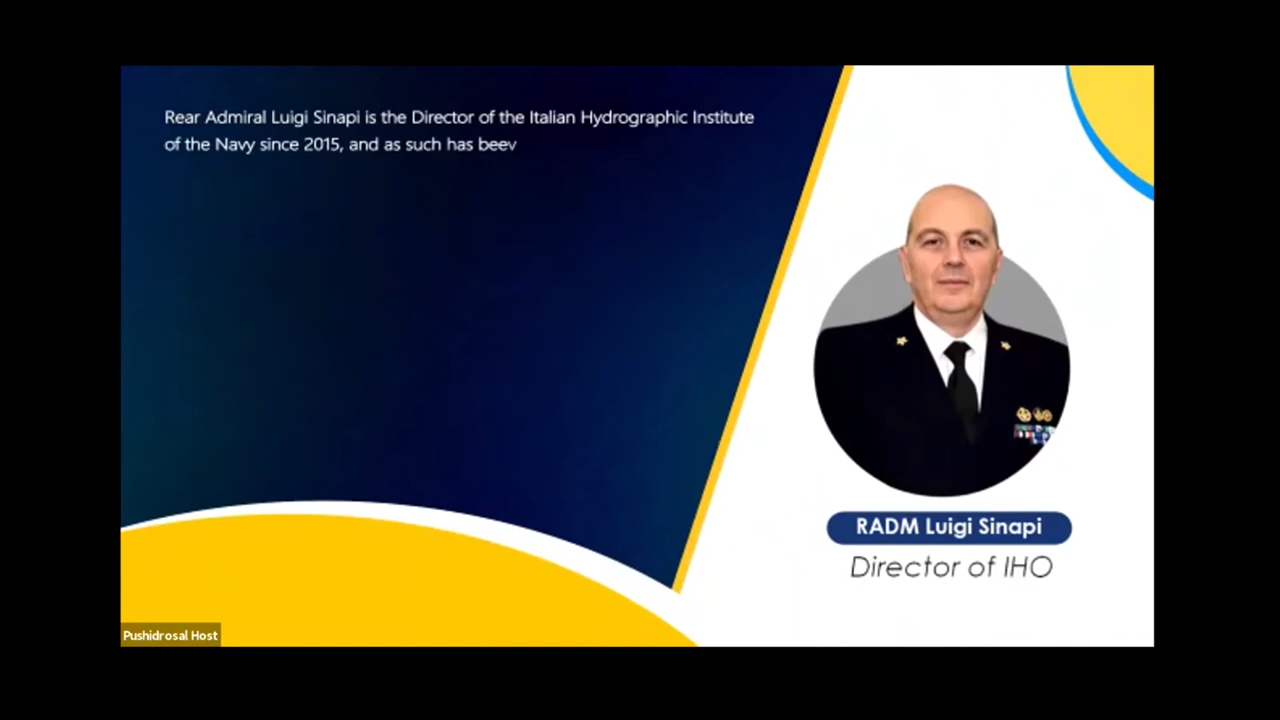 Rear Admiral Luigi Sinapi is the Director of the Italian Hydrographic Institute
of the Navy since 2015, and as such has beev
RADM Luigi Sinapi
Director of IHO
Pushidrosal Host